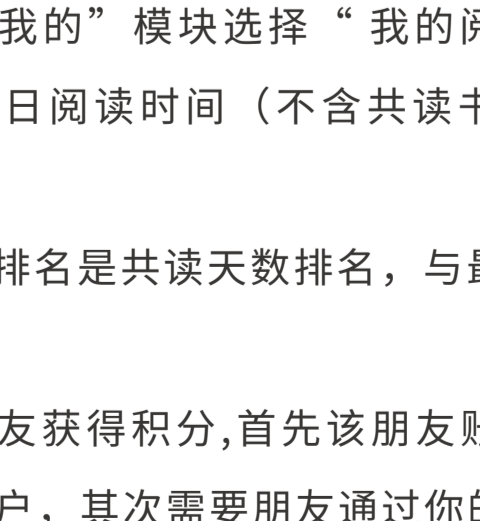 我的”模块选择“我的阅
日阅读时间（不含共读书
排名是共读天数排名，与最
友获得积分,首先该朋友账
户，其次需要朋友通过你的